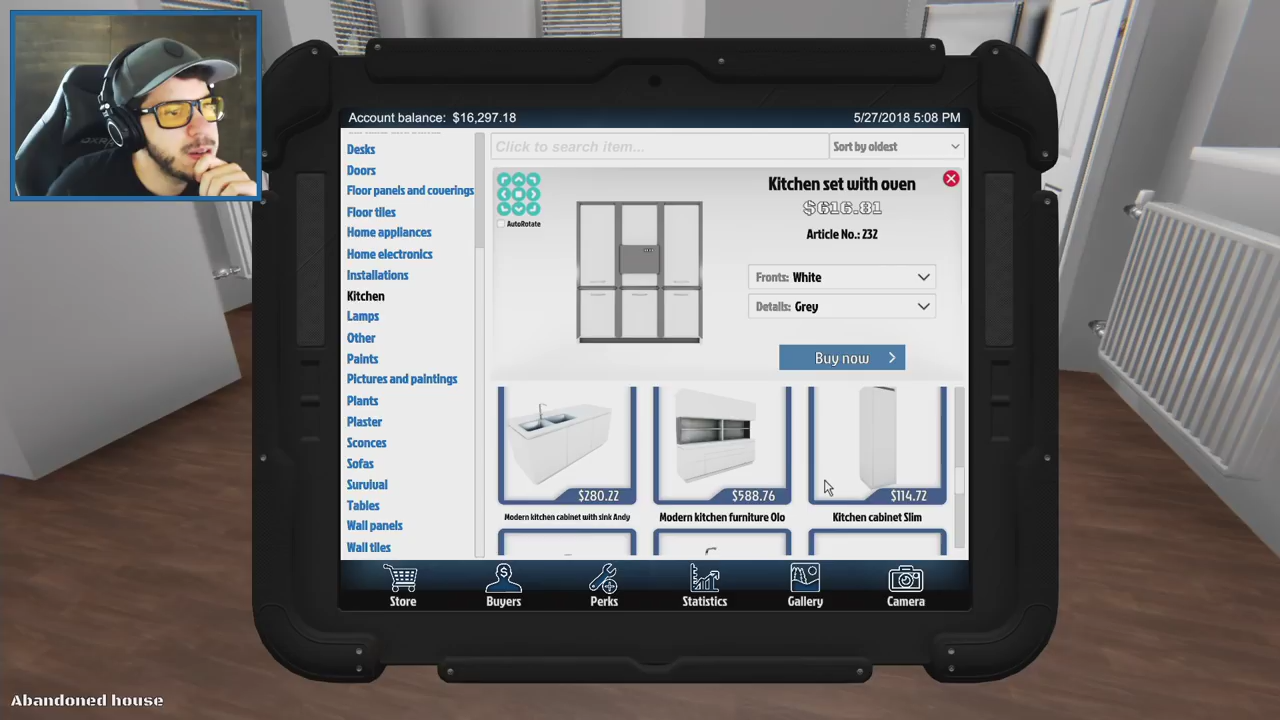 Account balance: $16,297.18
5/27/2018 5:08 PM
Click to search item...
Sort by oldest
Desks
Doors
Floor panels and coverings
Floor tiles
Home appliances
Home electronics
Installations
Kitchen
Lamps
Other
Paints
Pictures and paintings
Plants
Plaster
Sconces
Sofas
Survival
Tables
Wall panels
Wall tiles
AutoRotate
Kitchen set with oven
$616.81
Article No.: 232
Fronts: White
Details: Grey
Buy now
$280.22
$588.76
$114.72
Modern kitchen cabinet with sink Andy
Modern kitchen furniture Olo
Kitchen cabinet Slim
Store
Buyers
Perks
Statistics
Gallery
Camera
Abandoned house